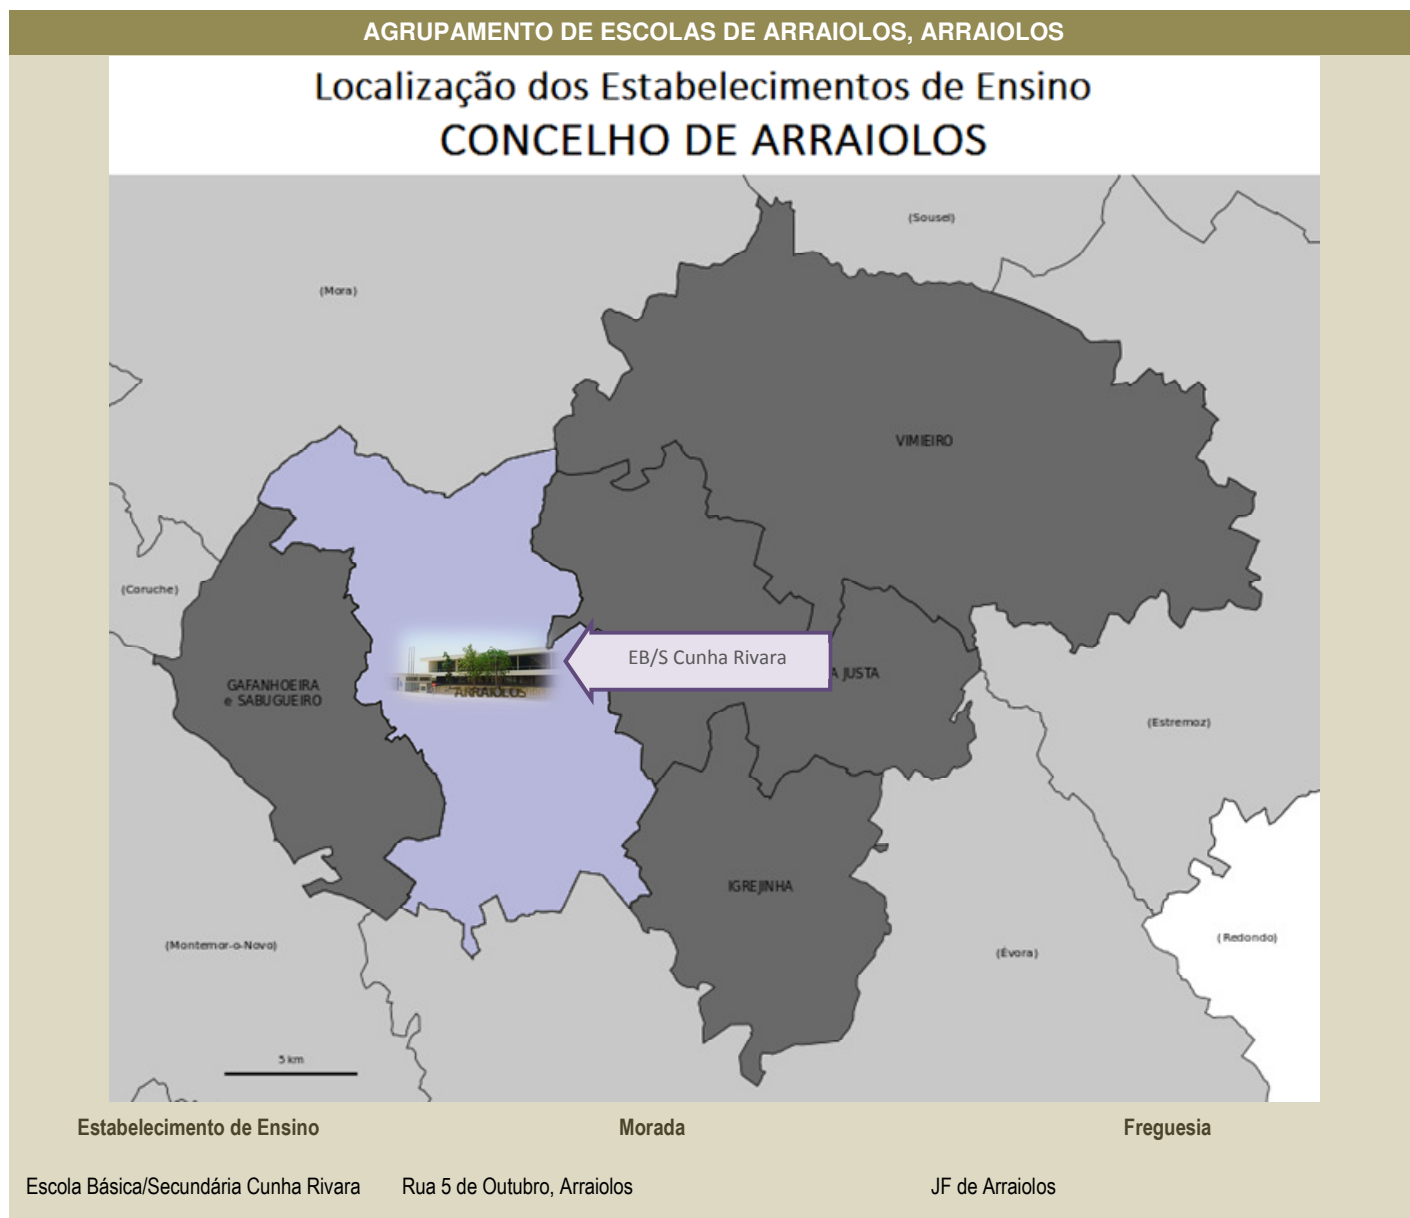 AGRUPAMENTO DE ESCOLAS DE ARRAIOLOS, ARRAIOLOS
Localização dos Estabelecimentos de Ensino
CONCELHO DE ARRAIOLOS
(Sousel)
(Mora)
VIMIEIRO
(Coruche)
EB/S Cunha Rivara
A JUSTA
GAFANHOEIRA
e SABUGUEIRO
ARRAIOLOS
(Estremoz)
IGREJINHA
(Redondo)
(Montemor-o-Novo)
(Évora)
5 km
Estabelecimento de Ensino Morada Freguesia
Escola Básica/Secundária Cunha Rivara Rua 5 de Outubro, Arraiolos JF de Arraiolos